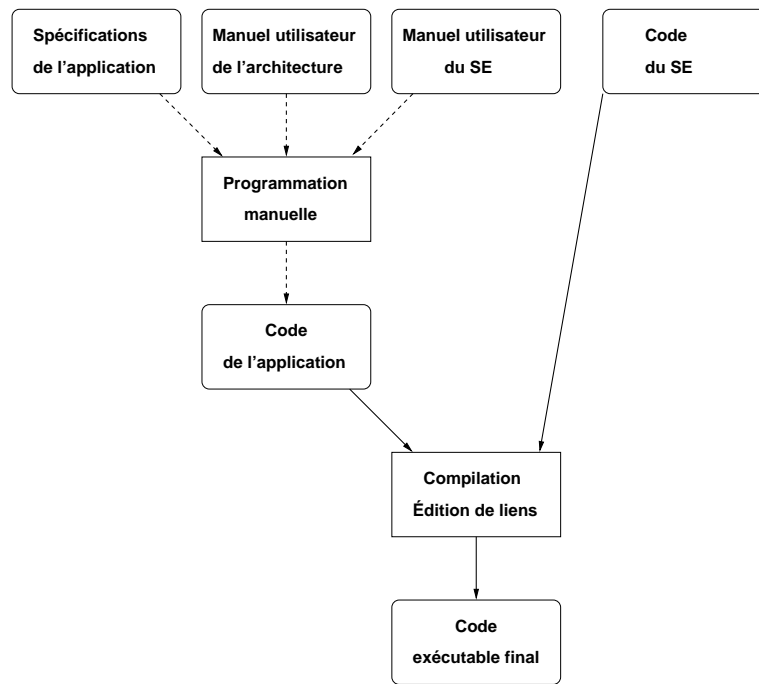 Spécifications
de l’application
Manuel utilisateur
de l’architecture
Manuel utilisateur
du SE
Code
du SE
Programmation
manuelle
Code
de l’application
Compilation
Édition de liens
Code
exécutable final